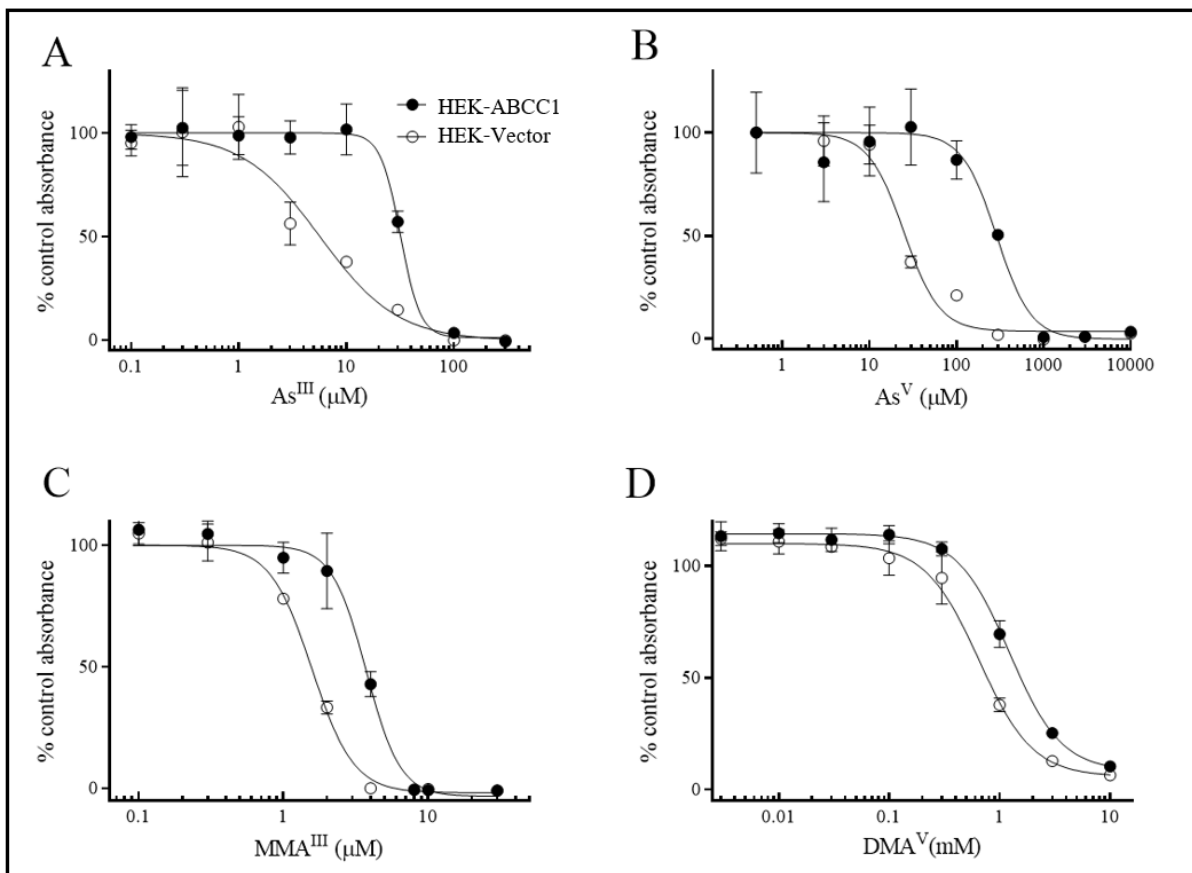 A
B
HEK-ABCC1
HEK-Vector
% control absorbance
100
50
0
0.1 1 10 100
As^III (μM)
% control absorbance
100
50
0
1 10 100 1000 10000
As^V (μM)
C
D
% control absorbance
100
50
0
0.1 1 10
MMA^III (μM)
% control absorbance
100
50
0
0.01 0.1 1 10
DMA^V(mM)